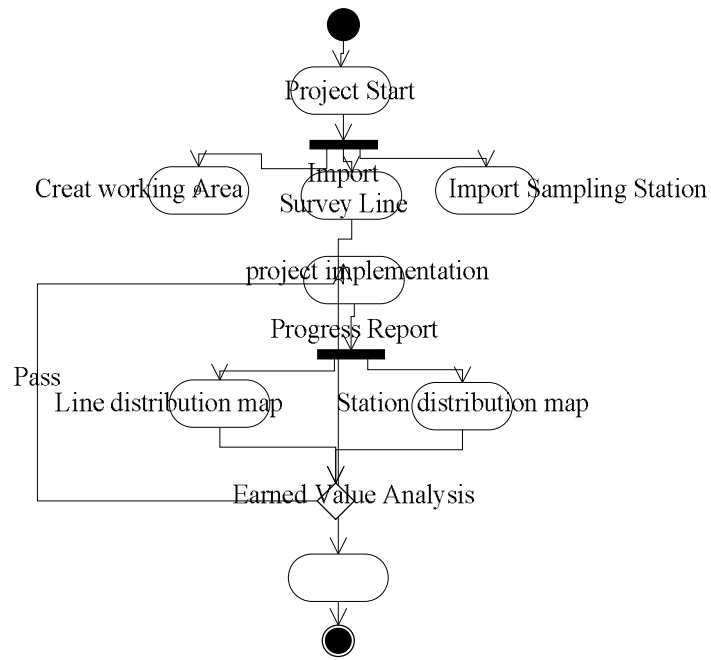 Project Start
Import
Creat working Area
Survey Line
Import Sampling Station
project implementation
Progress Report
Pass
Line distribution map
Station distribution map
Earned Value Analysis